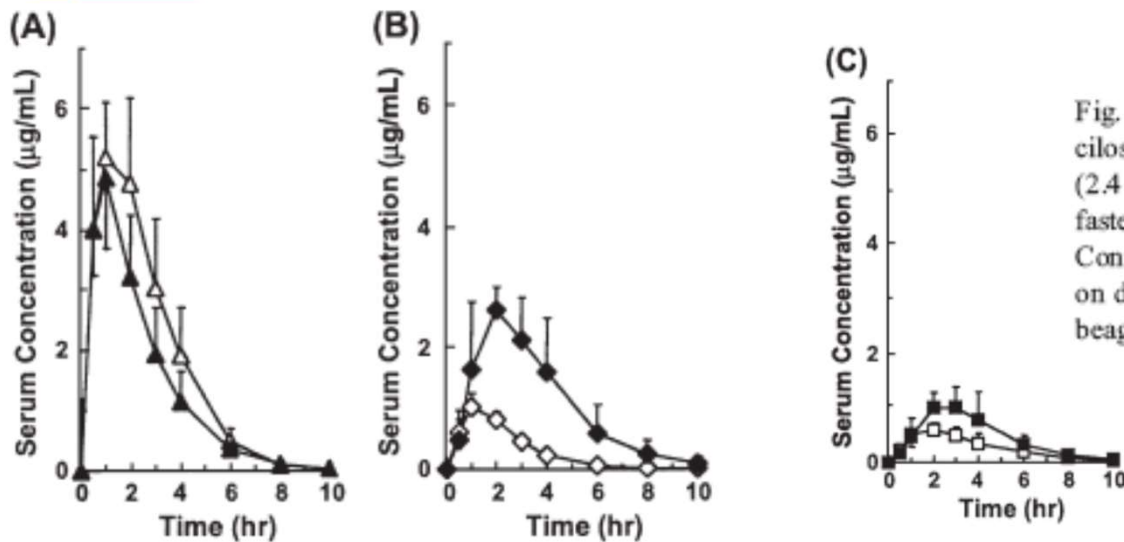 (A)
Serum Concentration (µg/mL)
6
4
2
0
0 2 4 6 8 10
Time (hr)
(B)
Serum Concentration (µg/mL)
6
4
2
0
0 2 4 6 8 10
Time (hr)
(C)
Serum Concentration (µg/mL)
6
4
2
0
0 2 4 6 8 10
Time (hr)
Fig.
cilos
(2.4
faste
Con
on d
beag